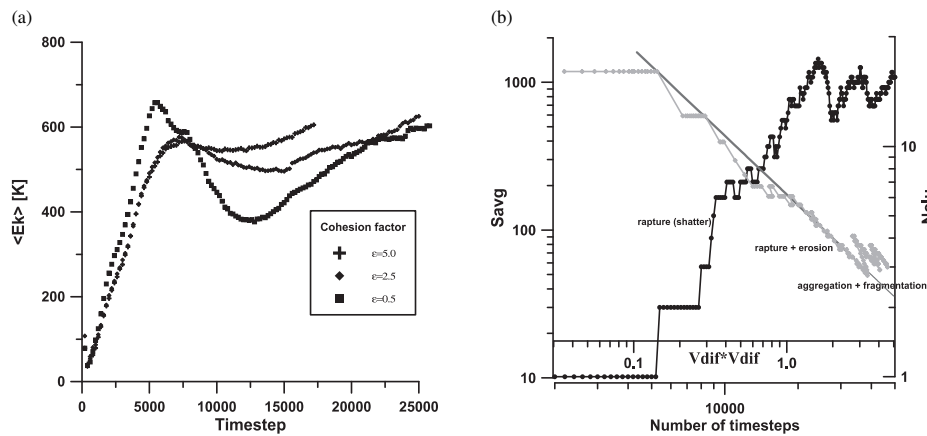 (a)
(b)
800
600
400
200
0
<Ek> [K]
0
5000
10000
15000
20000
25000
Timestep
Cohesion factor
ε=5.0
ε=2.5
ε=0.5
1000
100
10
Savg
rapture (shatter)
rapture + erosion
aggregation + fragmentation
0.1
Vdif*Vdif
1.0
10000
Number of timesteps
10
1